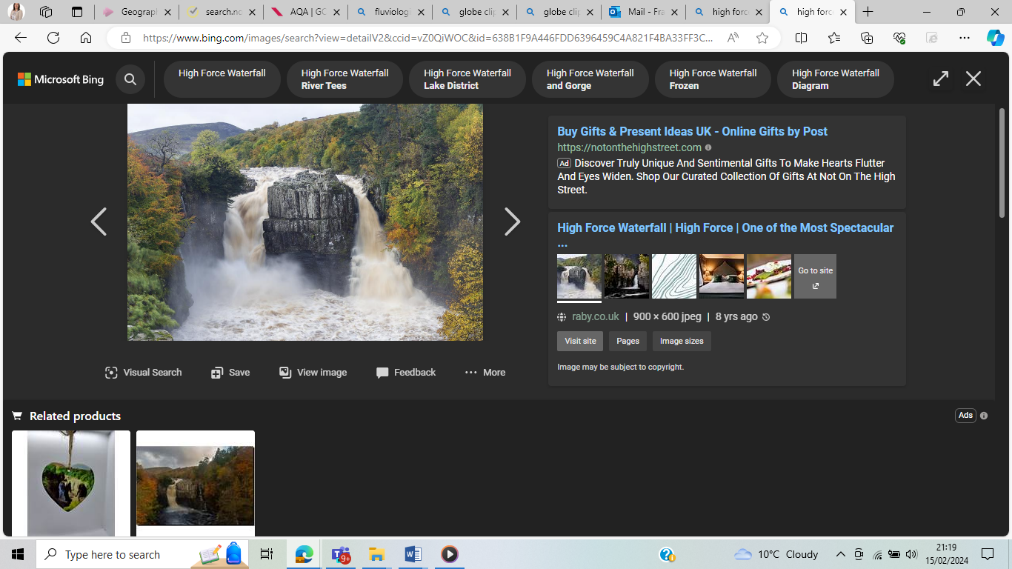 Geograph
search.nc
AQA | GC
fluviolog
globe clip
globe clip
Mail - Fra
high forc
high forc
https://www.bing.com/images/search?view=detailV2&ccid=vZ0QiWOC&id=638B1F9A446FDD6396459C4A821F4BA33FF3C...
Microsoft Bing
High Force Waterfall
High Force Waterfall
River Tees
High Force Waterfall
Lake District
High Force Waterfall
and Gorge
High Force Waterfall
Frozen
High Force Waterfall
Diagram
Buy Gifts & Present Ideas UK - Online Gifts by Post
https://notonthehighstreet.com
Ad Discover Truly Unique And Sentimental Gifts To Make Hearts Flutter
And Eyes Widen. Shop Our Curated Collection Of Gifts At Not On The High
Street.
High Force Waterfall | High Force | One of the Most Spectacular
...
Go to site
raby.co.uk | 900 × 600 jpeg | 8 yrs ago
Visit site Pages Image sizes
Image may be subject to copyright.
Visual Search Save View image Feedback ... More
Related products
Ads
Type here to search
9+
10°C Cloudy
21:19
15/02/2024